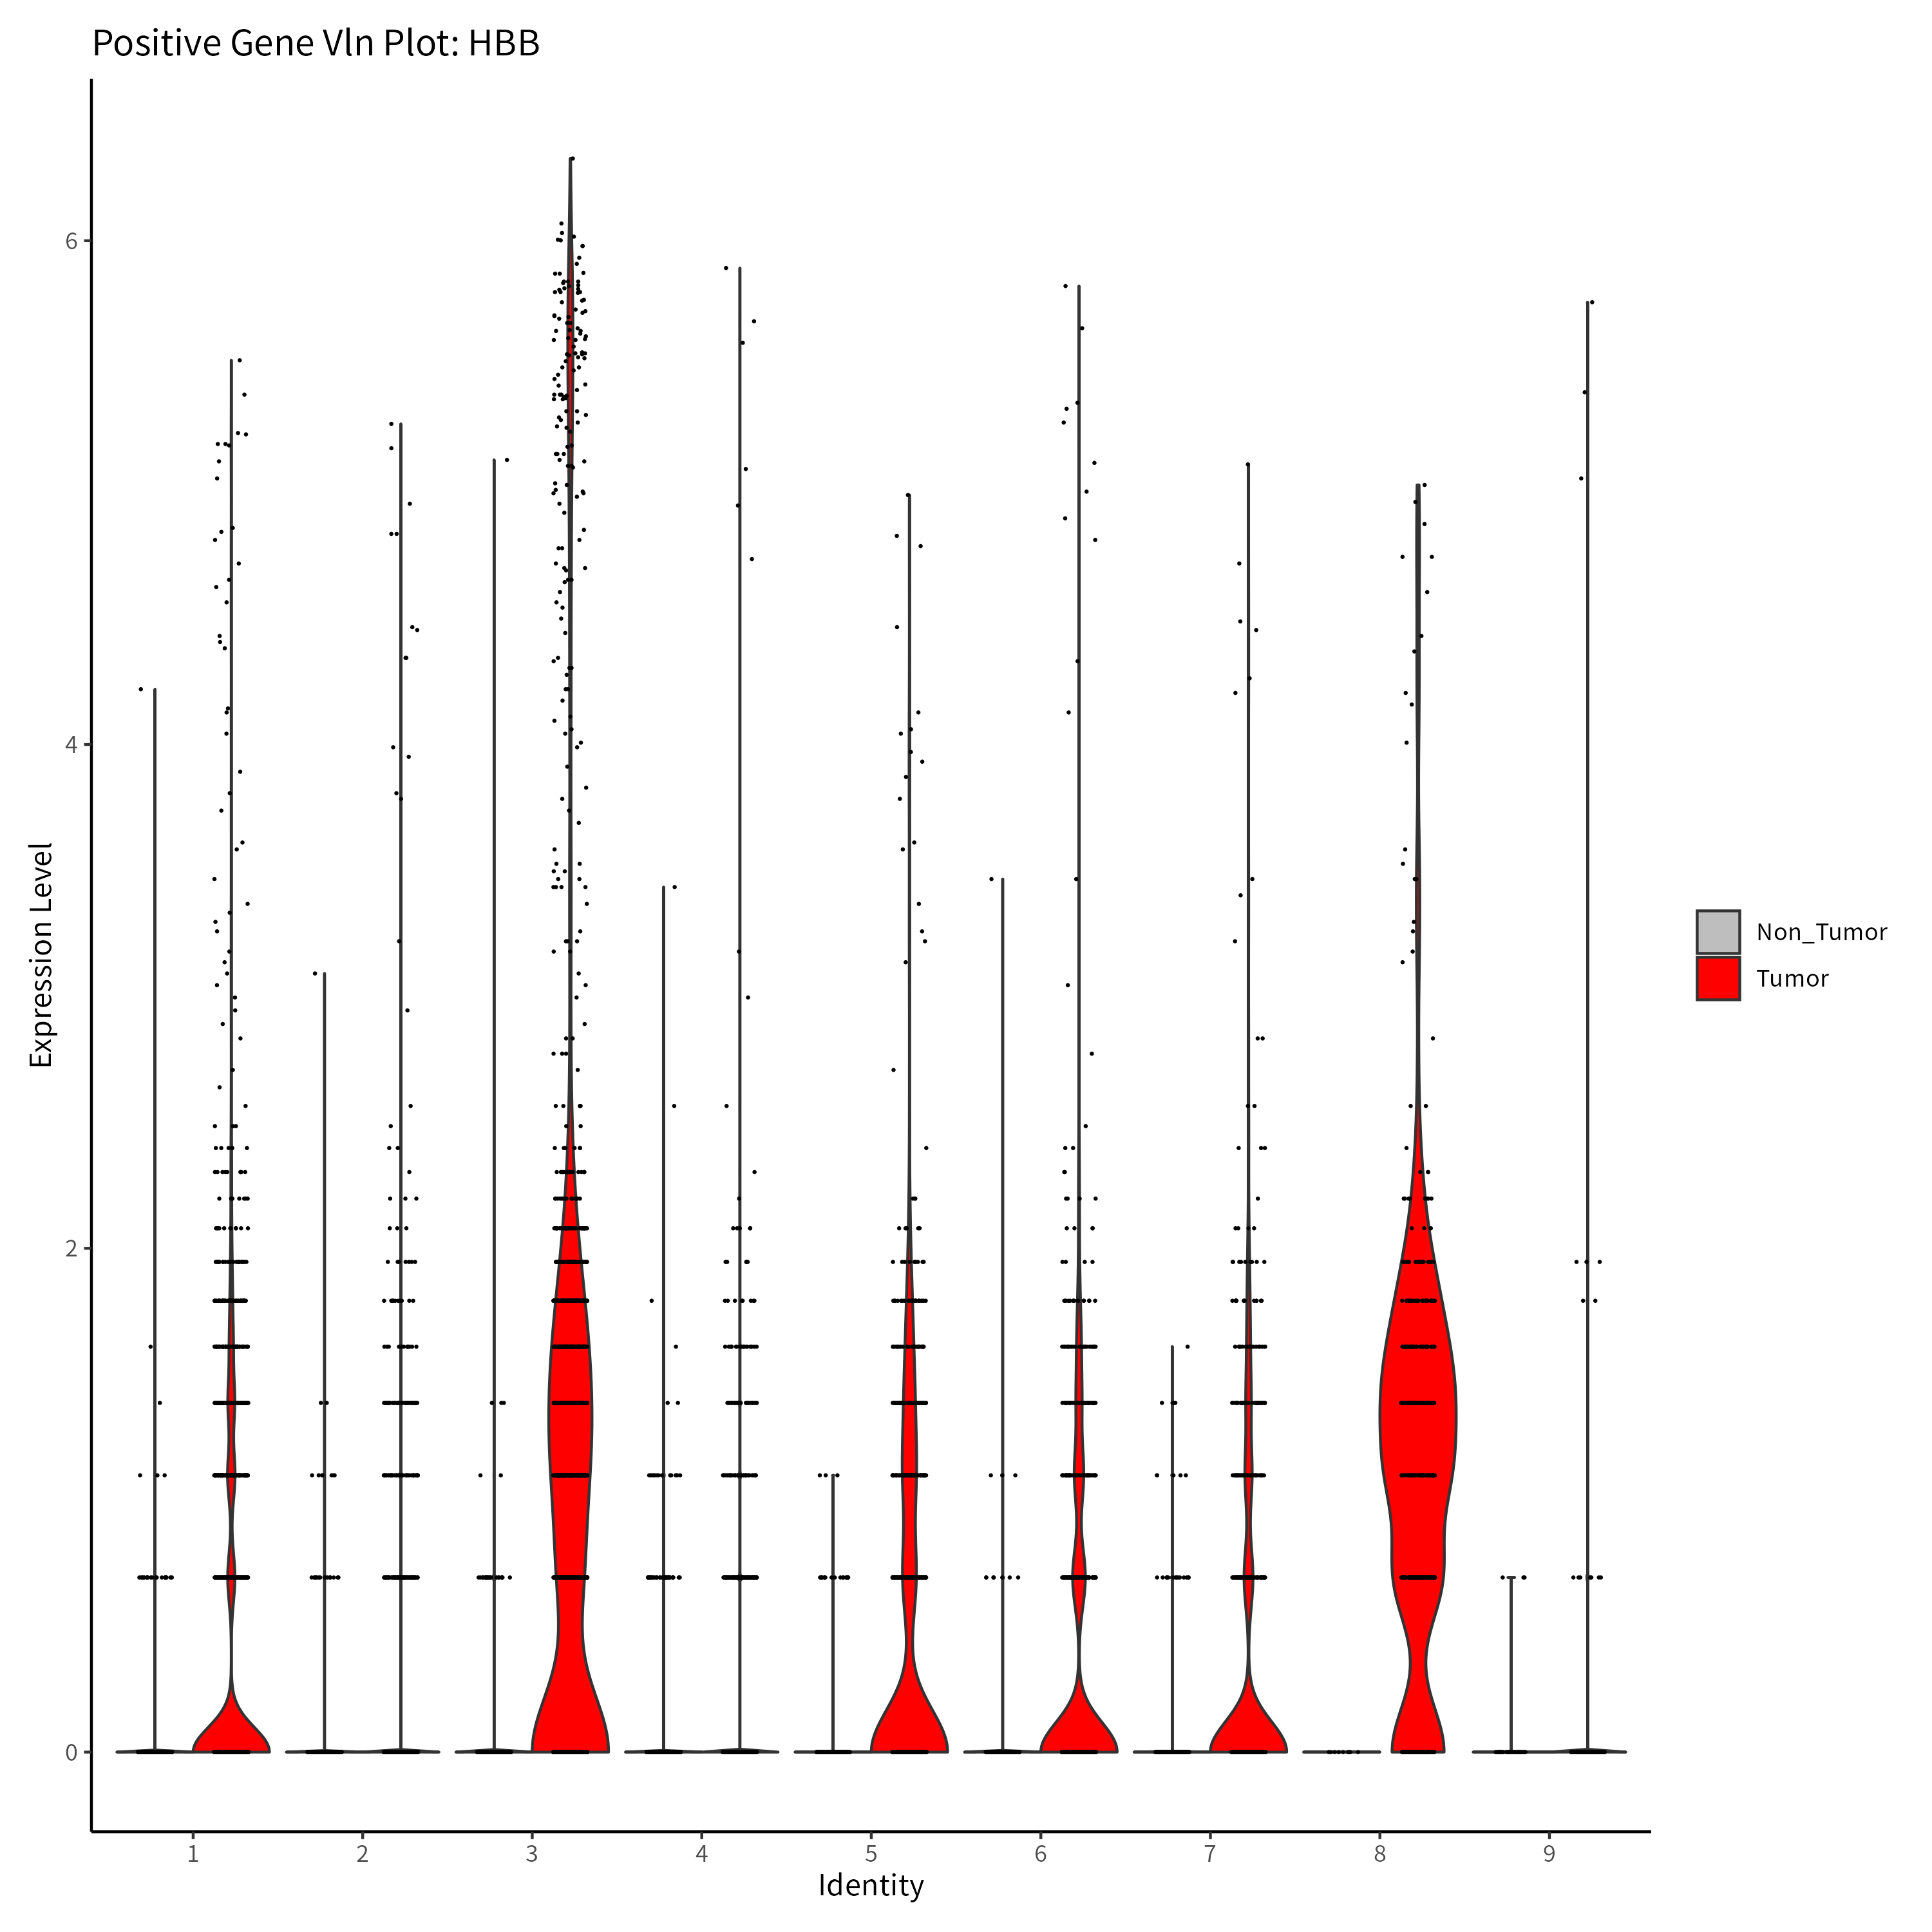 Positive Gene Vln Plot: HBB
6
4
2
0
Expression Level
1 2 3 4 5 6 7 8 9
Identity
Non_Tumor
Tumor